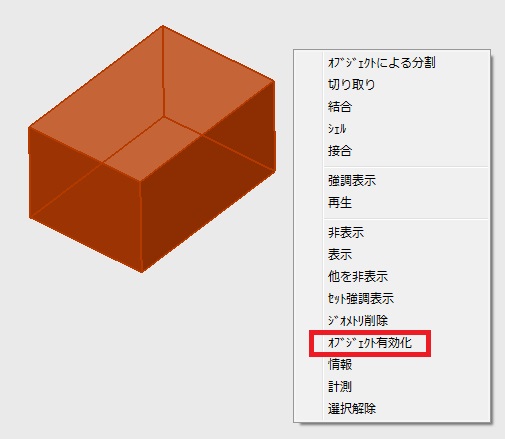 ｵﾌﾞｼﾞｪｸﾄによる分割
切り取り
結合
ｼｪﾙ
接合
強調表示
再生
非表示
表示
他を非表示
ｾｯﾄ強調表示
ｼﾞｵﾒﾄﾘ削除
ｵﾌﾞｼﾞｪｸﾄ有効化
情報
計測
選択解除